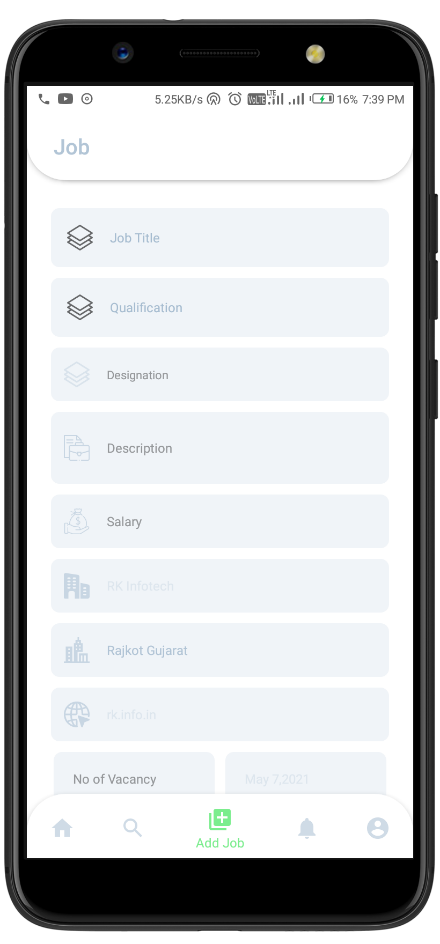 5.25KB/s VoLTE LTE 16% 7:39 PM
Job
Job Title
Qualification
Designation
Description
Salary
RK Infotech
Rajkot Gujarat
rk.info.in
No of Vacancy May 7,2021
Add Job